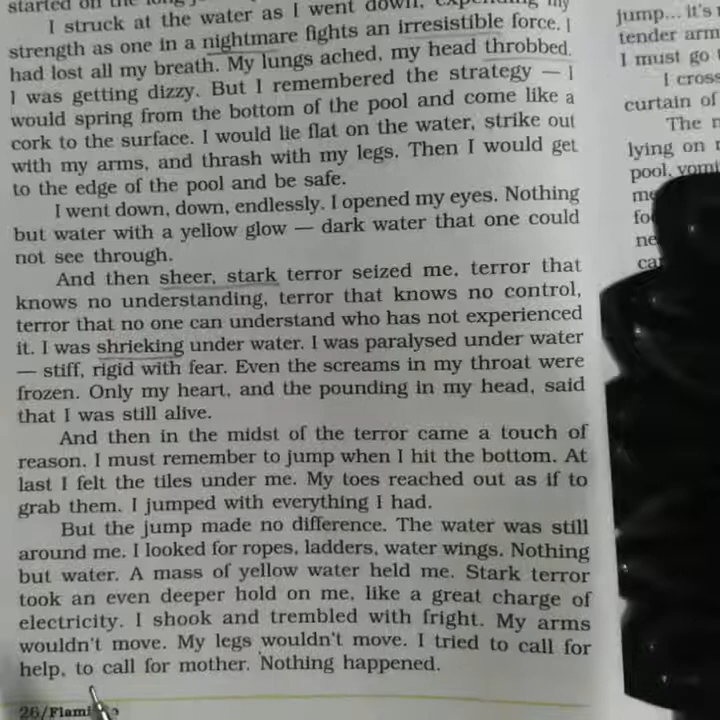 started on the long
I struck at the water as I went down, expending my
strength as one in a nightmare fights an irresistible force. I
had lost all my breath. My lungs ached, my head throbbed.
I was getting dizzy. But I remembered the strategy — I
would spring from the bottom of the pool and come like a
cork to the surface. I would lie flat on the water, strike out
with my arms, and thrash with my legs. Then I would get
to the edge of the pool and be safe.
I went down, down, endlessly. I opened my eyes. Nothing
but water with a yellow glow — dark water that one could
not see through.
And then sheer, stark terror seized me, terror that
knows no understanding, terror that knows no control,
terror that no one can understand who has not experienced
it. I was shrieking under water. I was paralysed under water
— stiff, rigid with fear. Even the screams in my throat were
frozen. Only my heart, and the pounding in my head, said
that I was still alive.
And then in the midst of the terror came a touch of
reason. I must remember to jump when I hit the bottom. At
last I felt the tiles under me. My toes reached out as if to
grab them. I jumped with everything I had.
But the jump made no difference. The water was still
around me. I looked for ropes, ladders, water wings. Nothing
but water. A mass of yellow water held me. Stark terror
took an even deeper hold on me, like a great charge of
electricity. I shook and trembled with fright. My arms
wouldn't move. My legs wouldn't move. I tried to call for
help, to call for mother. Nothing happened.
26/Flami
jump... it's
tender arm
I must go
I cross
curtain of
The
lying on
pool, vomi
me
fo
ne
ca